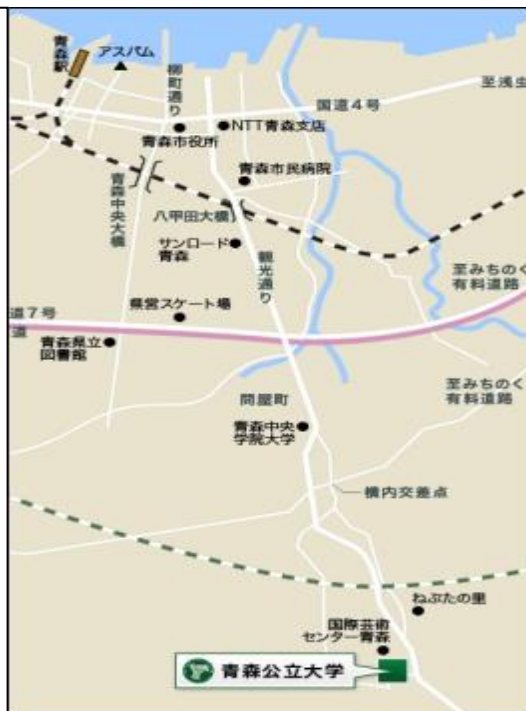 青森駅
アスパム
柳町通り
国道4号
至浅虫
青森市役所
NTT青森支店
青森市民病院
青森中央大橋
八甲田大橋
サンロード
青森
観光通り
至みちのく
有料道路
県営スケート場
道7号
道
青森県立
図書館
至みちのく
有料道路
問屋町
青森中央
学院大学
横内交差点
ねぶたの里
国際芸術
センター青森
青森公立大学